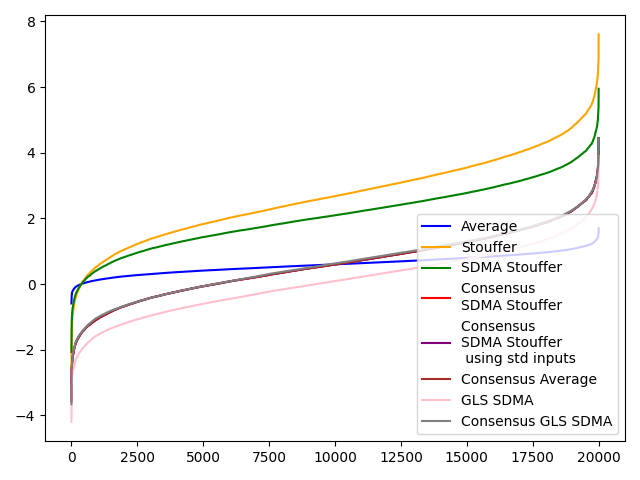 8
6
4
2
0
−2
−4
0
2500
5000
7500
10000
12500
15000
17500
20000
Average
Stouffer
SDMA Stouffer
Consensus
SDMA Stouffer
Consensus
SDMA Stouffer
using std inputs
Consensus Average
GLS SDMA
Consensus GLS SDMA